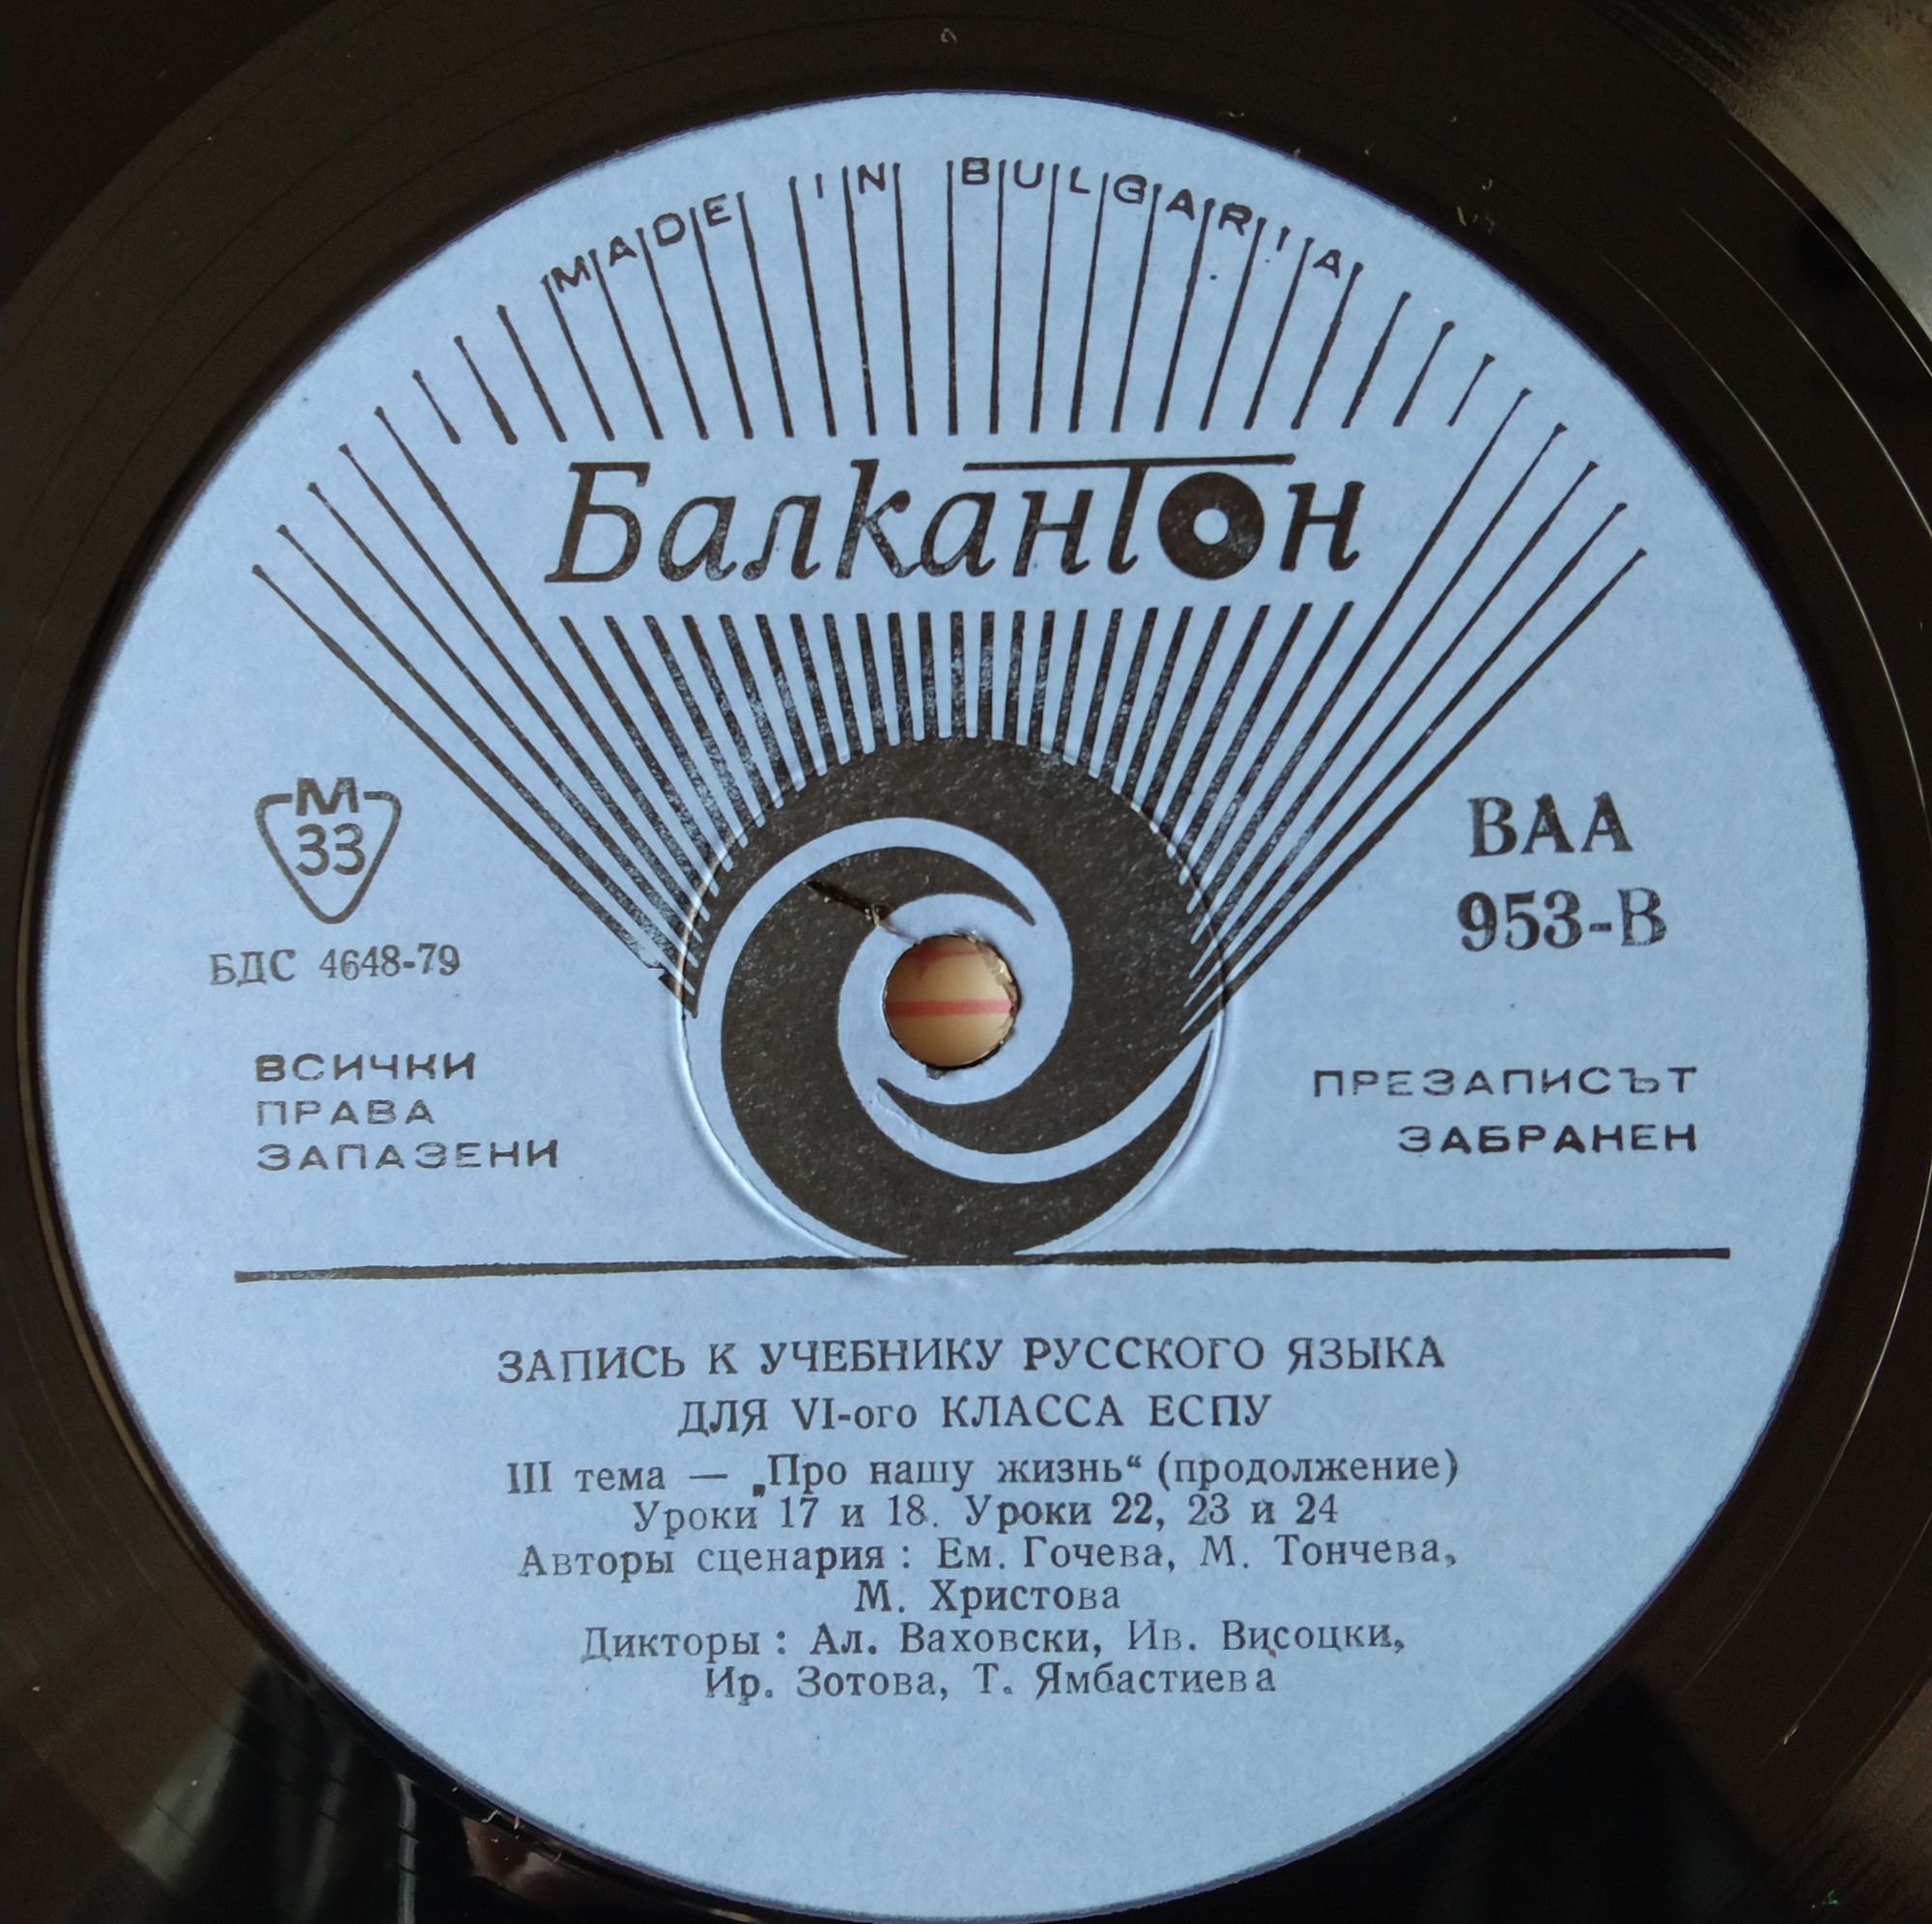 MADE IN BULGARIA
Балкантон
М
33
БДС 4648-79
ВАА
953-В
ВСИЧКИ
ПРАВА
ЗАПАЗЕНИ
ПРЕЗАПИСЪТ
ЗАБРАНЕН
ЗАПИСЬ К УЧЕБНИКУ РУССКОГО ЯЗЫКА
ДЛЯ VI-ого КЛАССА ЕСПУ
III тема — „Про нашу жизнь“ (продолжение)
Уроки 17 и 18. Уроки 22, 23 и 24
Авторы сценария : Ем. Гочева, М. Тончева,
М. Христова
Дикторы : Ал. Ваховски, Ив. Висоцки,
Ир. Зотова, Т. Ямбастиева